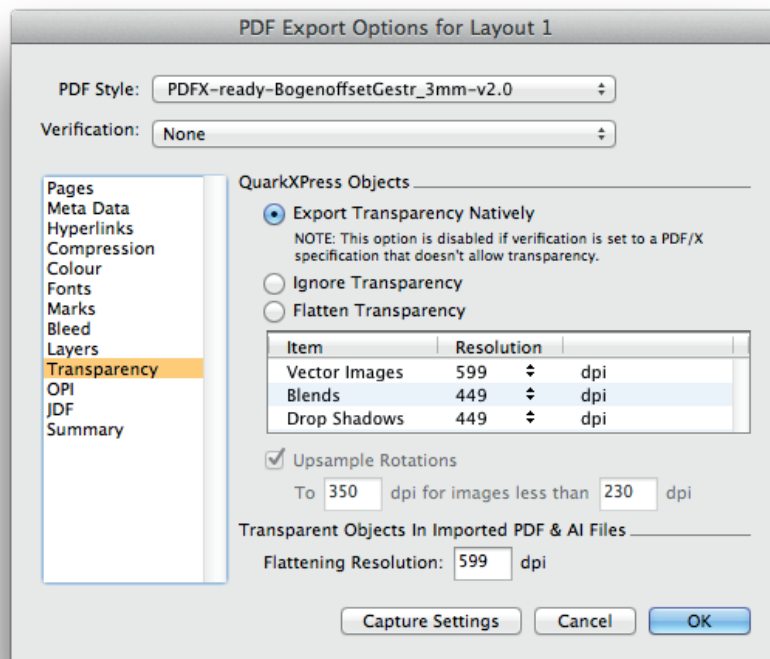 PDF Export Options for Layout 1
PDF Style: PDFX-ready-BogenoffsetGestr_3mm-v2.0
Verification: None
Pages
Meta Data
Hyperlinks
Compression
Colour
Fonts
Marks
Bleed
Layers
Transparency
OPI
JDF
Summary
QuarkXPress Objects
Export Transparency Natively
NOTE: This option is disabled if verification is set to a PDF/X
specification that doesn't allow transparency.
Ignore Transparency
Flatten Transparency
Item Resolution
Vector Images 599 dpi
Blends 449 dpi
Drop Shadows 449 dpi
Upsample Rotations
To 350 dpi for images less than 230 dpi
Transparent Objects In Imported PDF & AI Files
Flattening Resolution: 599 dpi
Capture Settings Cancel OK